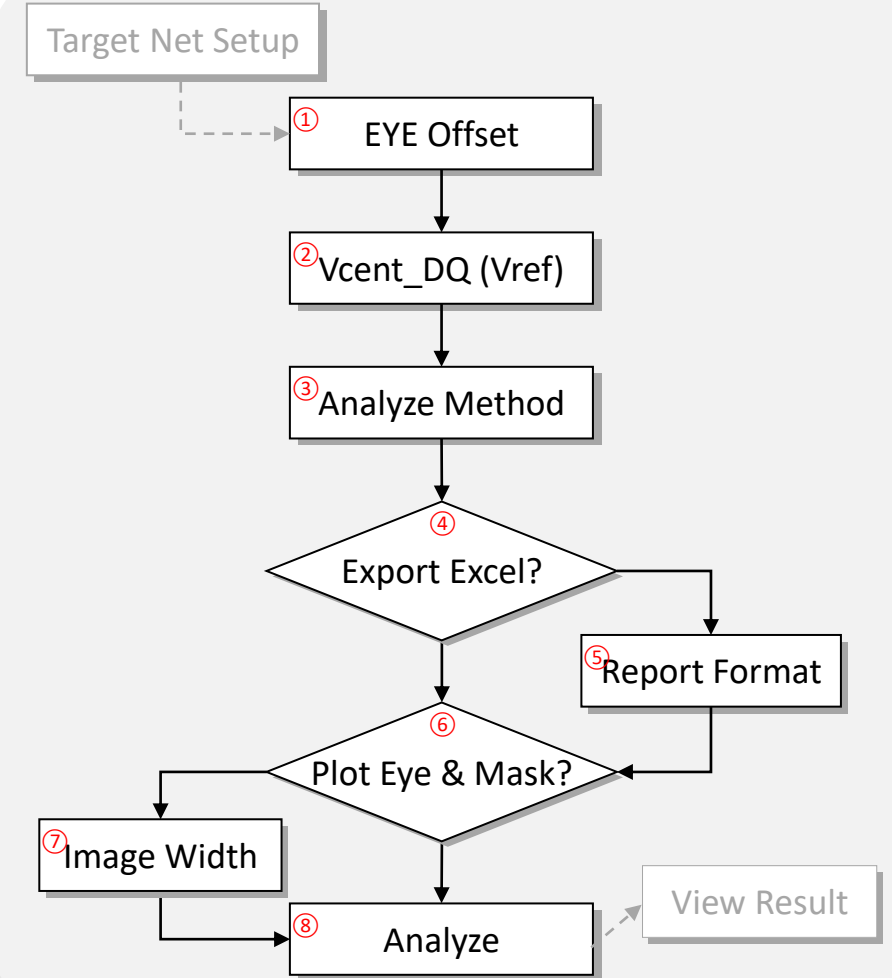 Target Net Setup
① EYE Offset
② Vcent_DQ (Vref)
③ Analyze Method
④
Export Excel?
⑤ Report Format
⑥
Plot Eye & Mask?
⑦ Image Width
⑧ Analyze
View Result